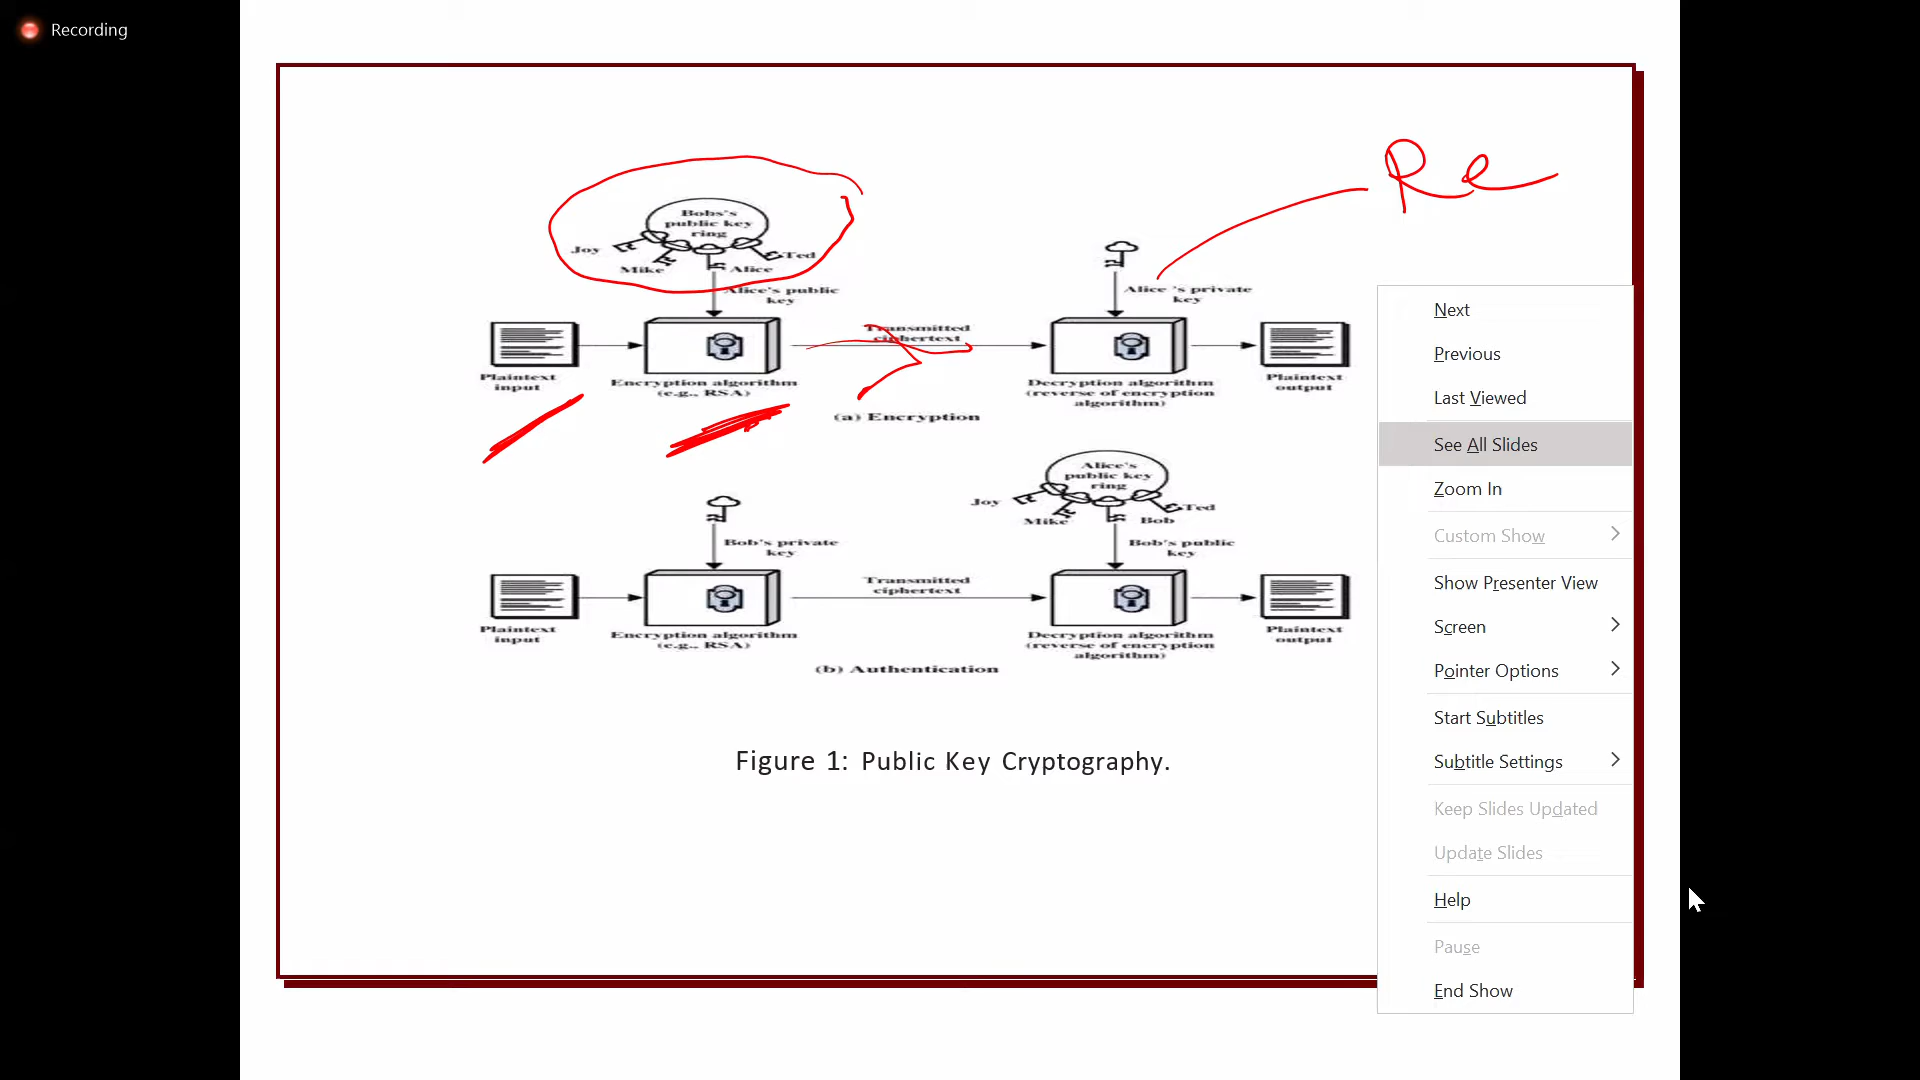 Recording
Bobs's
public key
ring
Joy
Ted
Mike
Alice
Alice's public
key
Alice 's private
key
Plaintext
input
Encryption algorithm
(e.g., RSA)
Transmitted
ciphertext
Decryption algorithm
(reverse of encryption
algorithm)
Plaintext
output
(a) Encryption
Alice's
public key
ring
Joy
Ted
Mike
Bob
Bob's private
key
Bob's public
key
Plaintext
input
Encryption algorithm
(e.g., RSA)
Transmitted
ciphertext
Decryption algorithm
(reverse of encryption
algorithm)
Plaintext
output
(b) Authentication
Figure 1: Public Key Cryptography.
Next
Previous
Last Viewed
See All Slides
Zoom In
Custom Show
Show Presenter View
Screen
Pointer Options
Start Subtitles
Subtitle Settings
Keep Slides Updated
Update Slides
Help
Pause
End Show